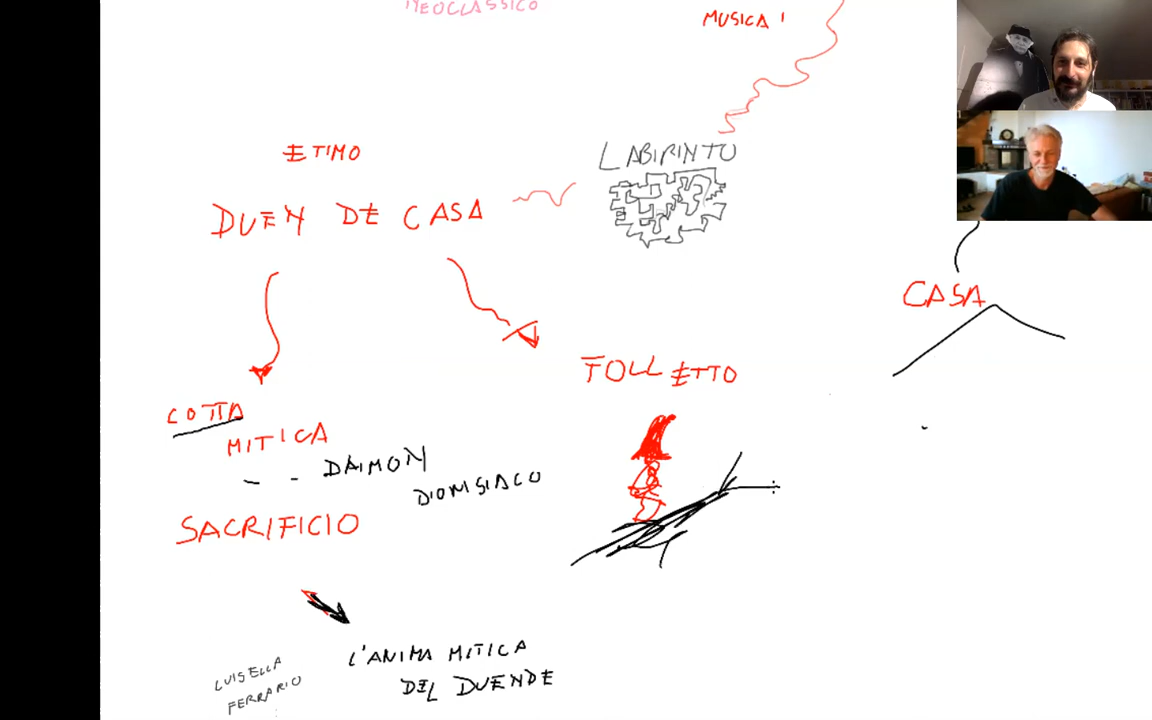 NEOCLASSICO
MUSICA
ETIMO
LABIRINTO
DUEN DE CASA
CASA
FOLLETTO
LOTTA
MITICA
DAIMON
DIONISIACO
SACRIFICIO
L'ANIMA MITICA
DEL DUENDE
LUISELLA
FERRARIO